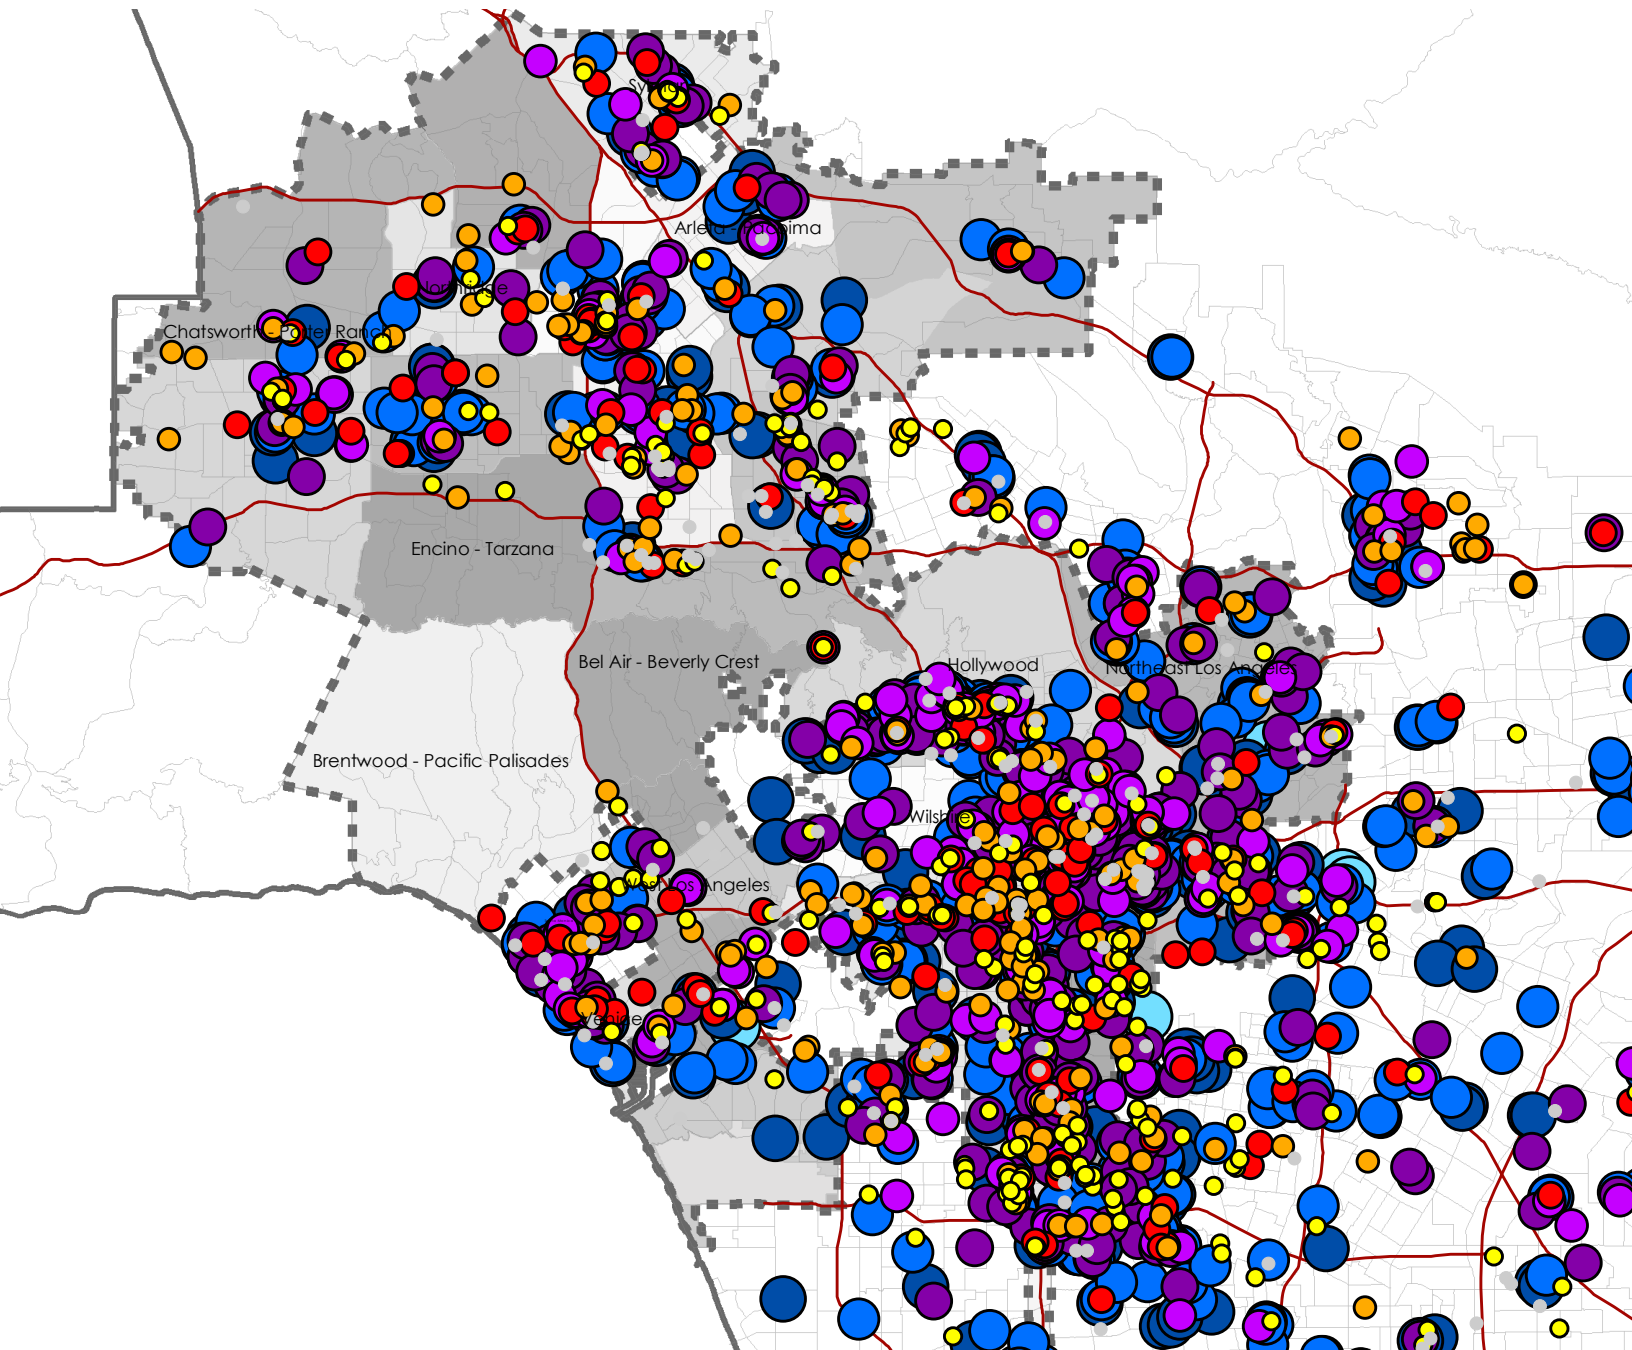 Sylmar
Arleta - Pacoima
Northridge
Chatsworth - Porter Ranch
Encino - Tarzana
Bel Air - Beverly Crest
Hollywood
Northeast Los Angeles
Brentwood - Pacific Palisades
Wilshire
West Los Angeles
Venice